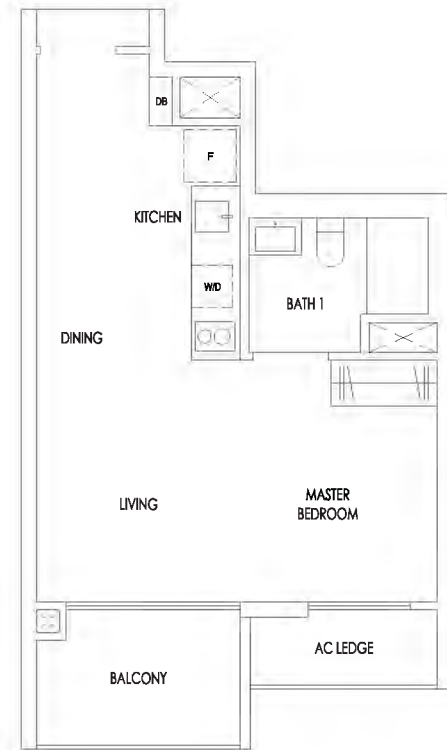 DB
F
KITCHEN
W/D
BATH 1
DINING
LIVING
MASTER
BEDROOM
AC LEDGE
BALCONY